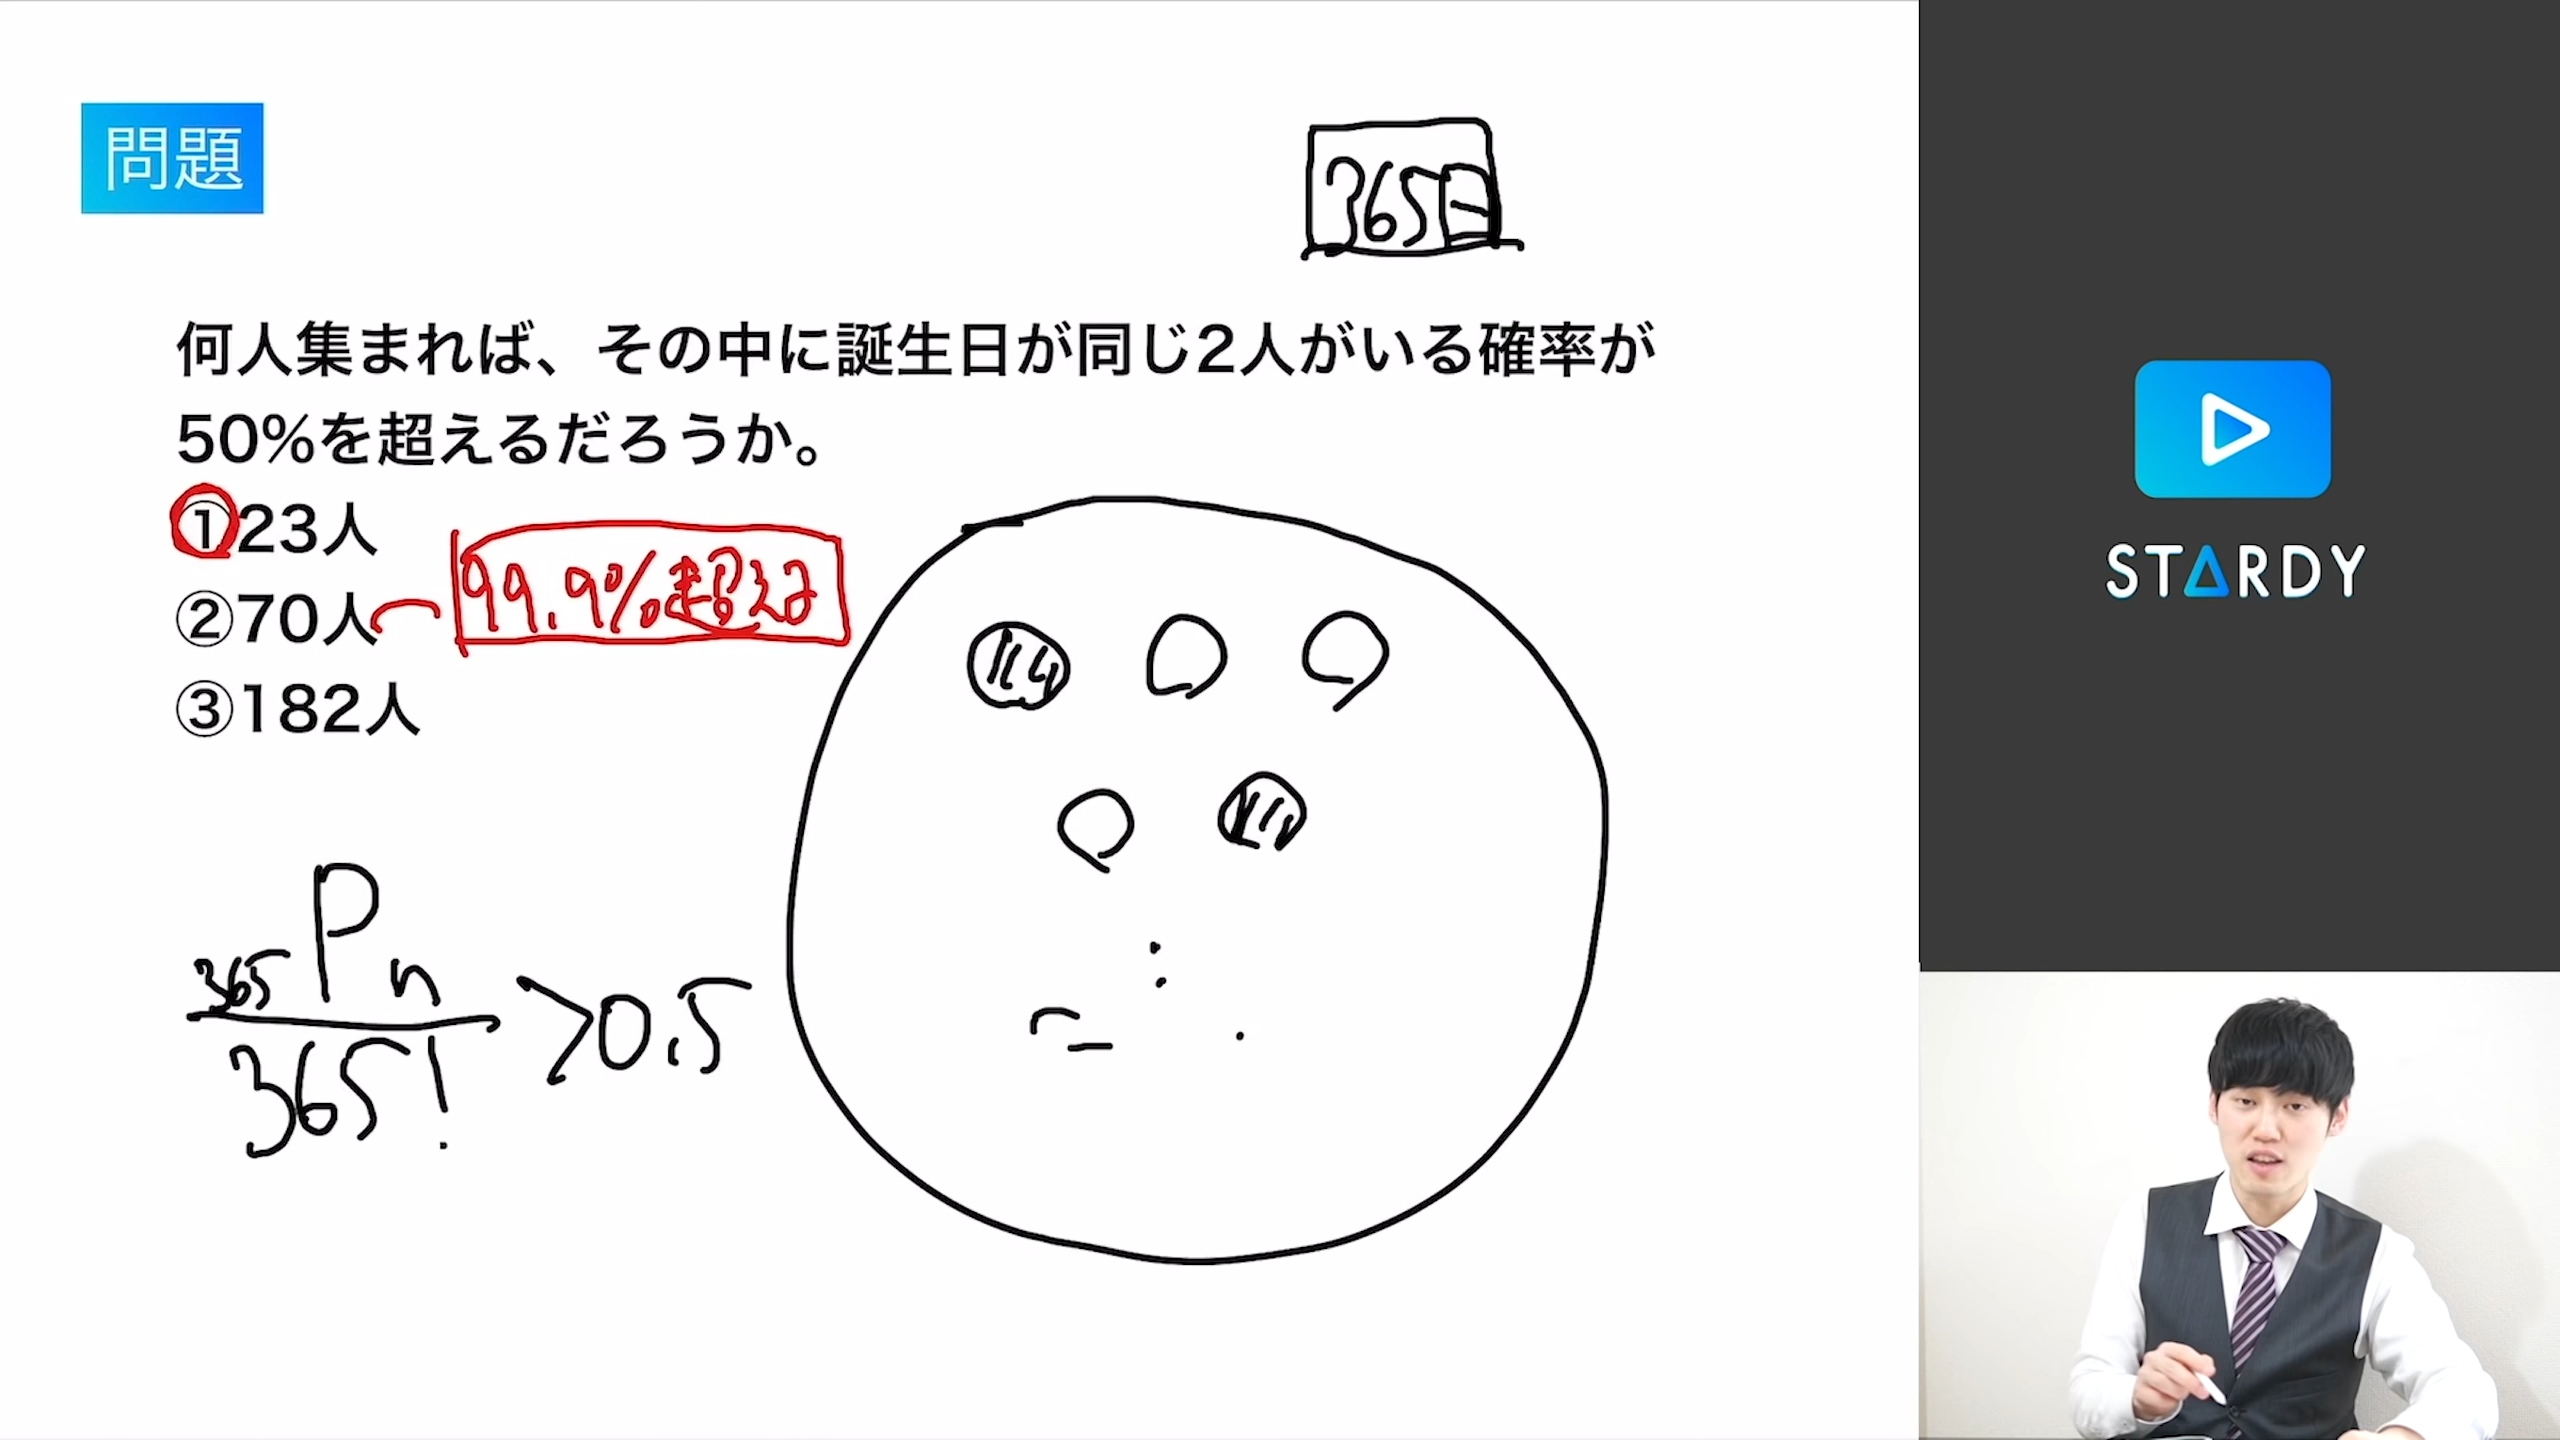 問題
365日
何人集まれば、その中に誕生日が同じ2人がいる確率が
50%を超えるだろうか。
①23人
②70人
99.9%超える
③182人
365Pn
365!
>0.5
STARDY